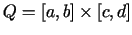 Q = [a, b] × [c, d]